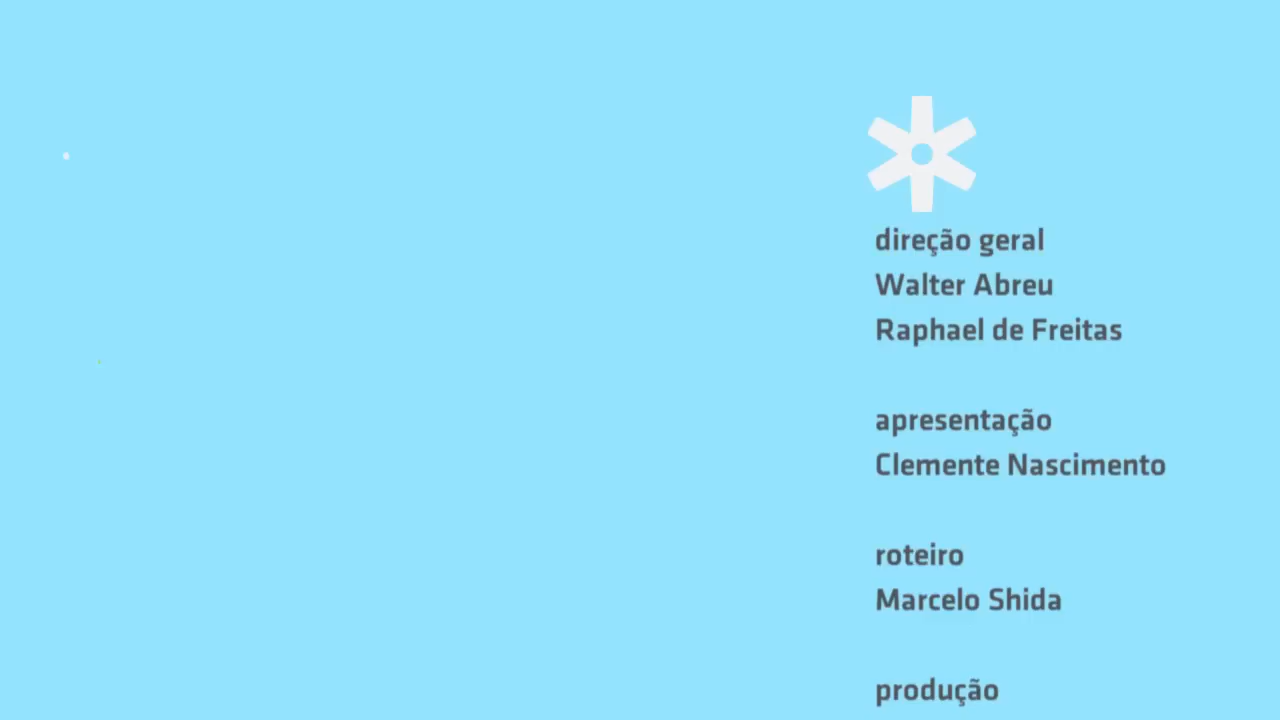 direção geral
Walter Abreu
Raphael de Freitas
apresentação
Clemente Nascimento
roteiro
Marcelo Shida
produção